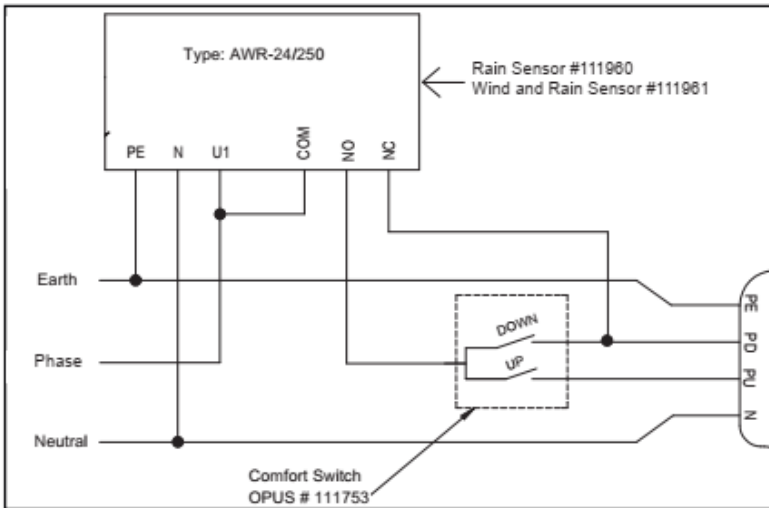 Type: AWR-24/250
Rain Sensor #111960
Wind and Rain Sensor #111961
PE N U1 COM NO NC
Earth
PE
DOWN
PD
Phase
UP
PU
N
Neutral
Comfort Switch
OPUS # 111753